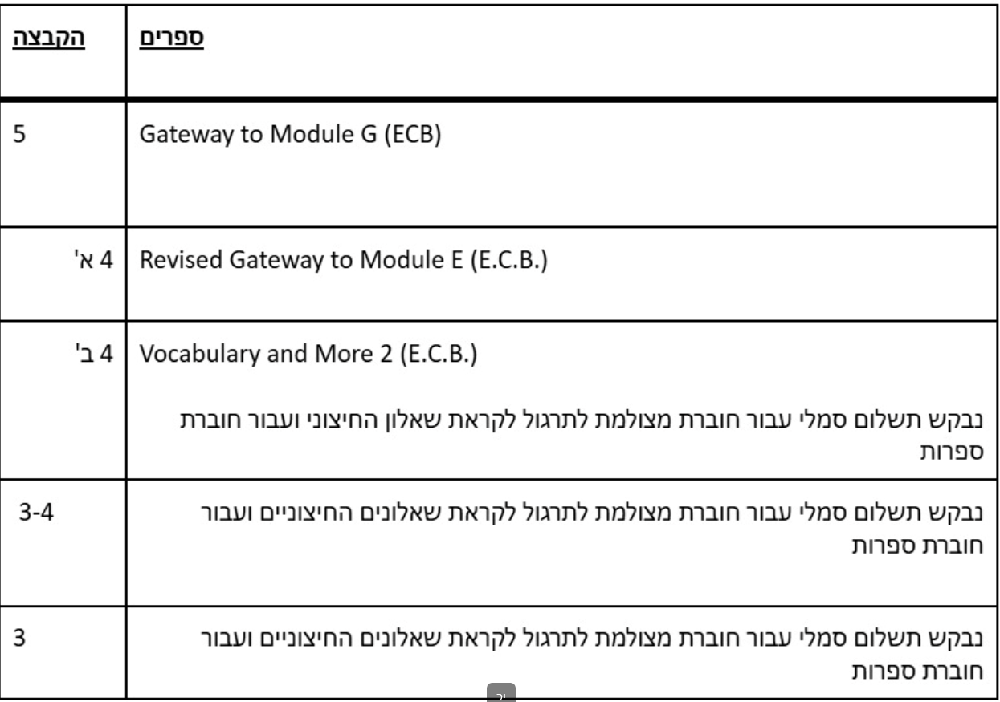 הקבצה
ספרים
5
Gateway to Module G (ECB)
4 א'
Revised Gateway to Module E (E.C.B.)
4 ב'
Vocabulary and More 2 (E.C.B.)
נבקש תשלום סמלי עבור חוברת מצולמת לתרגול לקראת שאלון החיצוני ועבור חוברת
ספרות
3-4
נבקש תשלום סמלי עבור חוברת מצולמת לתרגול לקראת שאלונים החיצוניים ועבור
חוברת ספרות
3
נבקש תשלום סמלי עבור חוברת מצולמת לתרגול לקראת שאלונים החיצוניים ועבור
חוברת ספרות